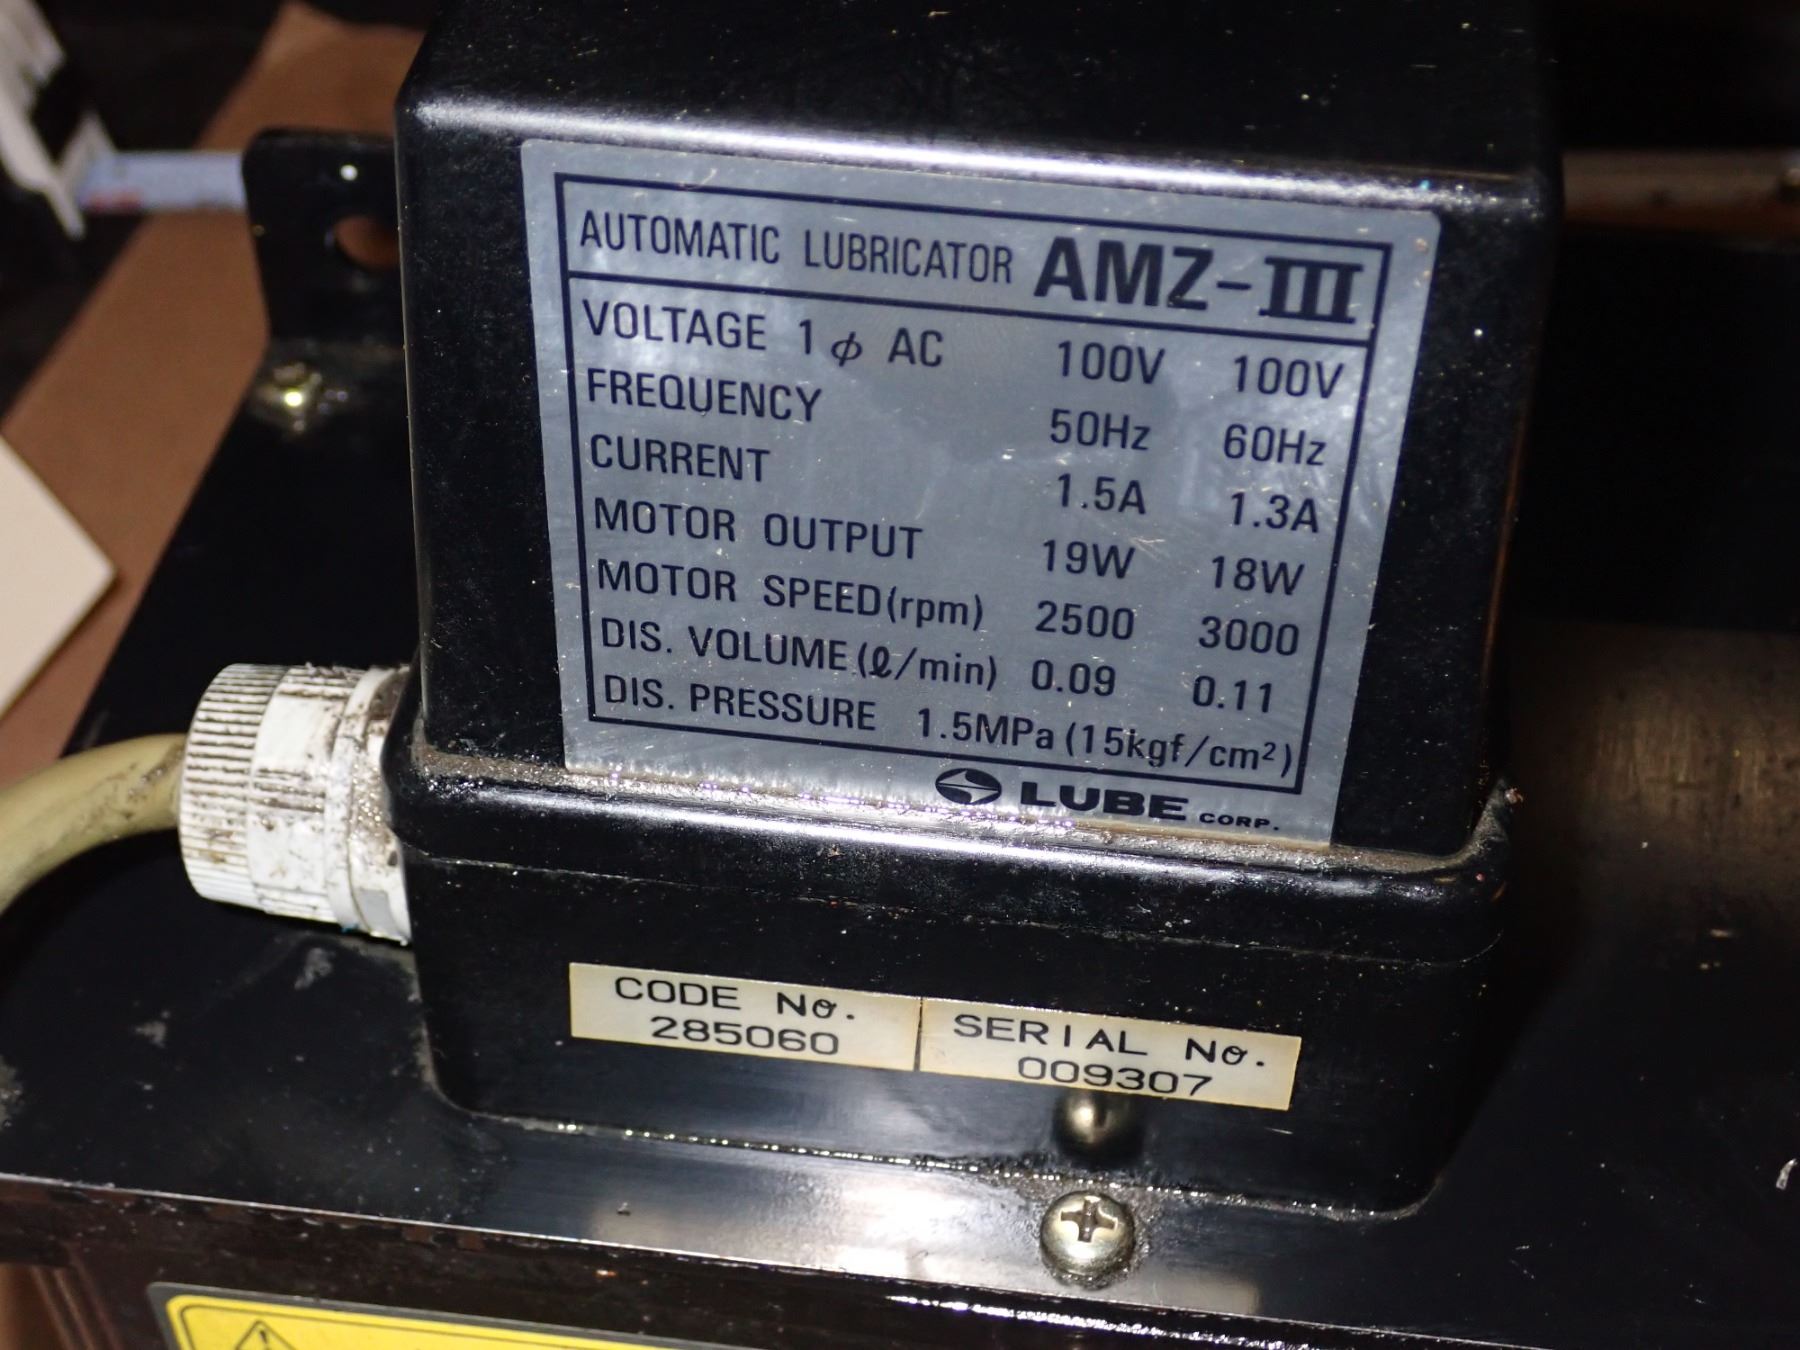 AUTOMATIC LUBRICATOR AMZ-III
VOLTAGE 1φ AC 100V 100V
FREQUENCY 50Hz 60Hz
CURRENT 1.5A 1.3A
MOTOR OUTPUT 19W 18W
MOTOR SPEED(rpm) 2500 3000
DIS. VOLUME(ℓ/min) 0.09 0.11
DIS. PRESSURE 1.5MPa(15kgf/cm²)
LUBE CORP.
CODE No. SERIAL No.
285060 009307